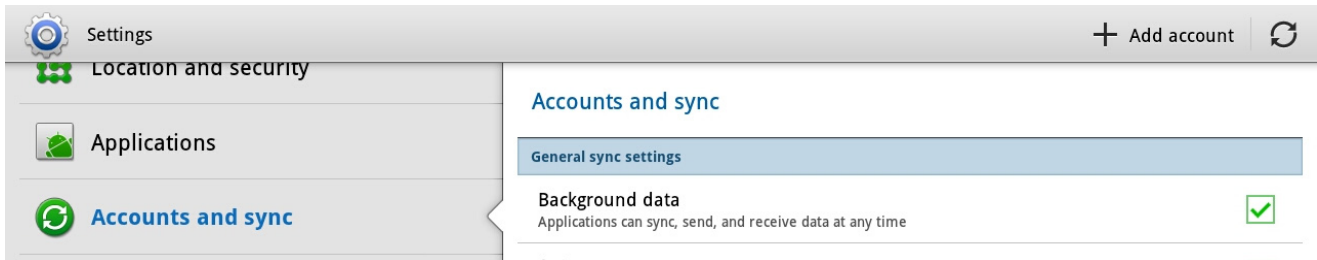 Settings
Add account
Location and security
Applications
Accounts and sync
Accounts and sync
General sync settings
Background data
Applications can sync, send, and receive data at any time